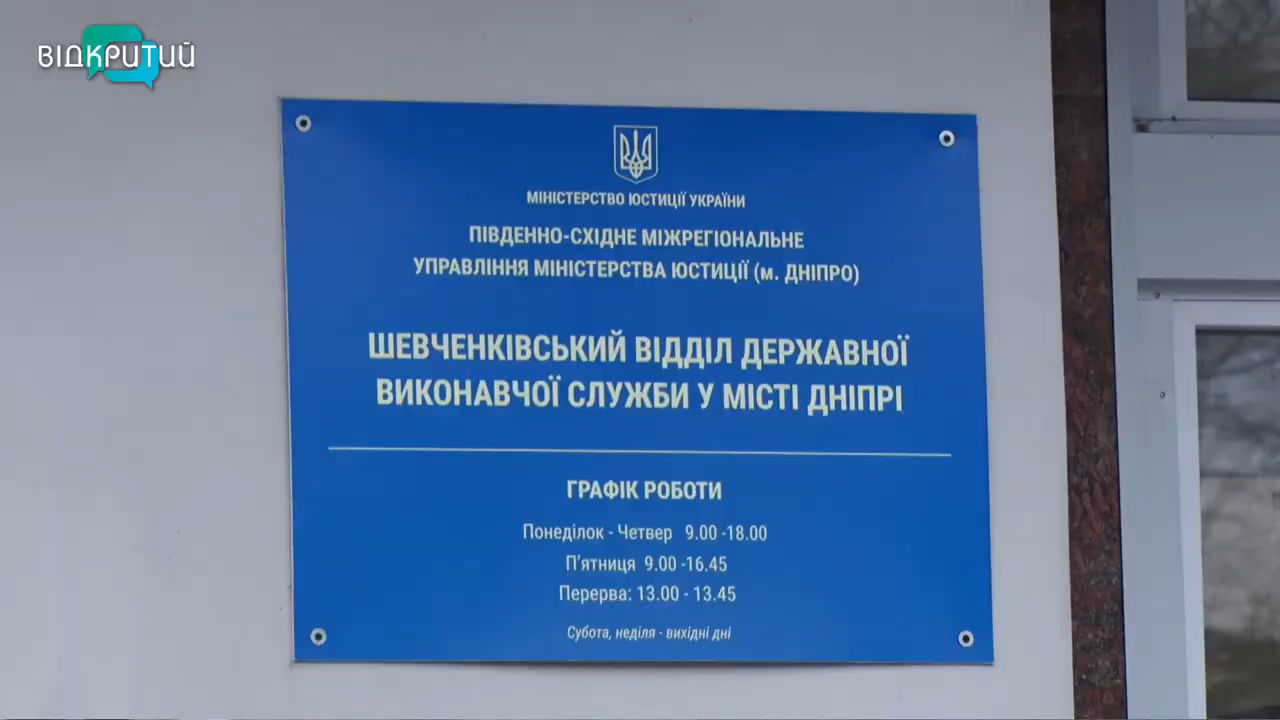 ВІДКРИТИЙ
МІНІСТЕРСТВО ЮСТИЦІЇ УКРАЇНИ
ПІВДЕННО-СХІДНЕ МІЖРЕГІОНАЛЬНЕ
УПРАВЛІННЯ МІНІСТЕРСТВА ЮСТИЦІЇ (м. ДНІПРО)
ШЕВЧЕНКІВСЬКИЙ ВІДДІЛ ДЕРЖАВНОЇ
ВИКОНАВЧОЇ СЛУЖБИ У МІСТІ ДНІПРІ
ГРАФІК РОБОТИ
Понеділок - Четвер 9.00 -18.00
П'ятниця 9.00 -16.45
Перерва: 13.00 - 13.45
Субота, неділя - вихідні дні